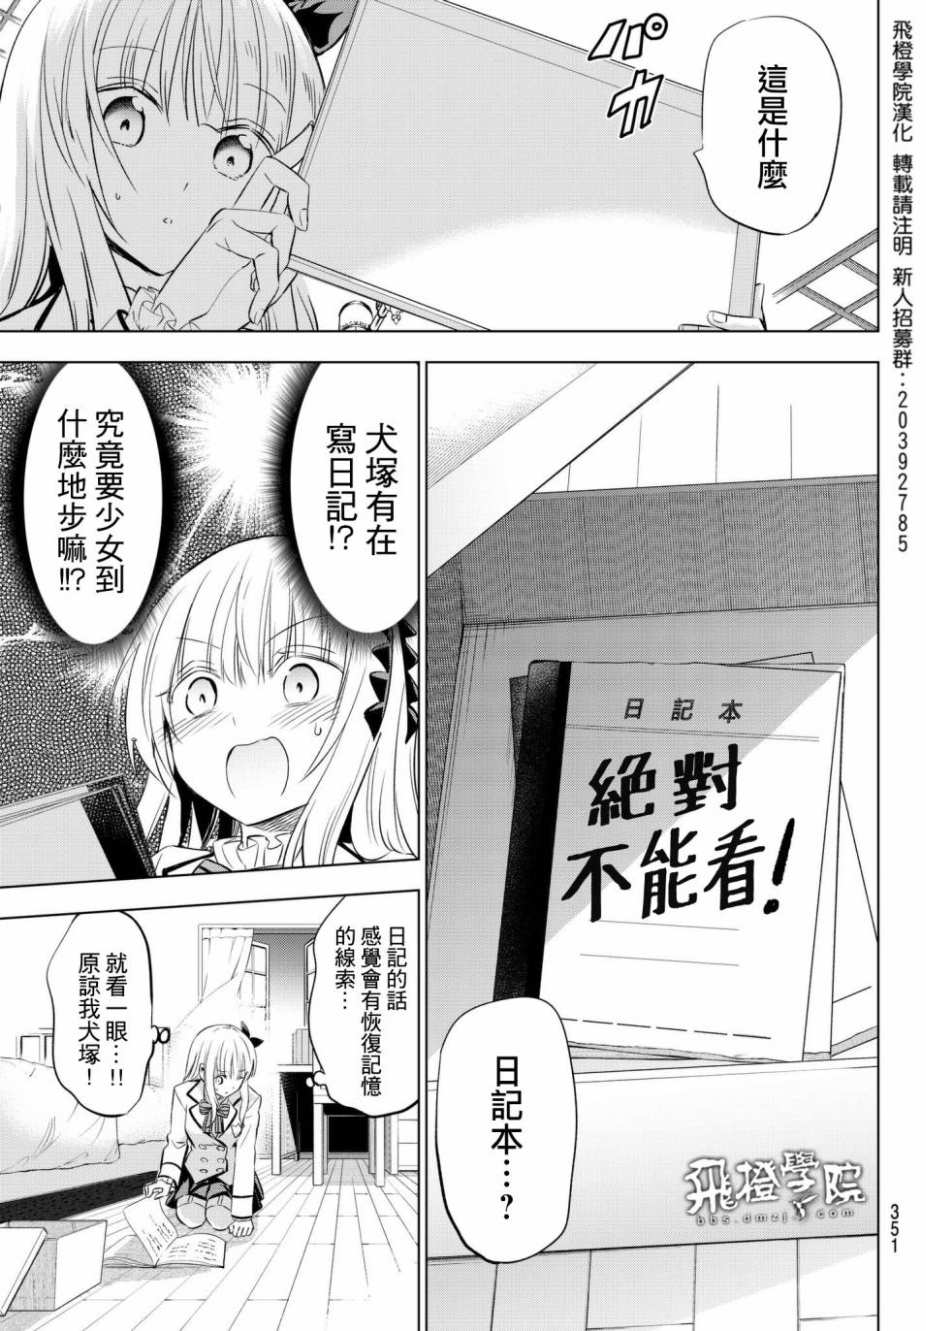 飛橙學院漢化 轉載請注明 新人招募群:203927785
這是什麼
パカ
日記本
絕對
不能看!
日記本…?
犬塚有在
寫日記!?
究竟要少女到
什麼地步嘛!!?
日記的話
感覺會有恢復記憶
的線索…
就看一眼…!!
原諒我犬塚!
飛橙學院
bbs.dmzj.com
351